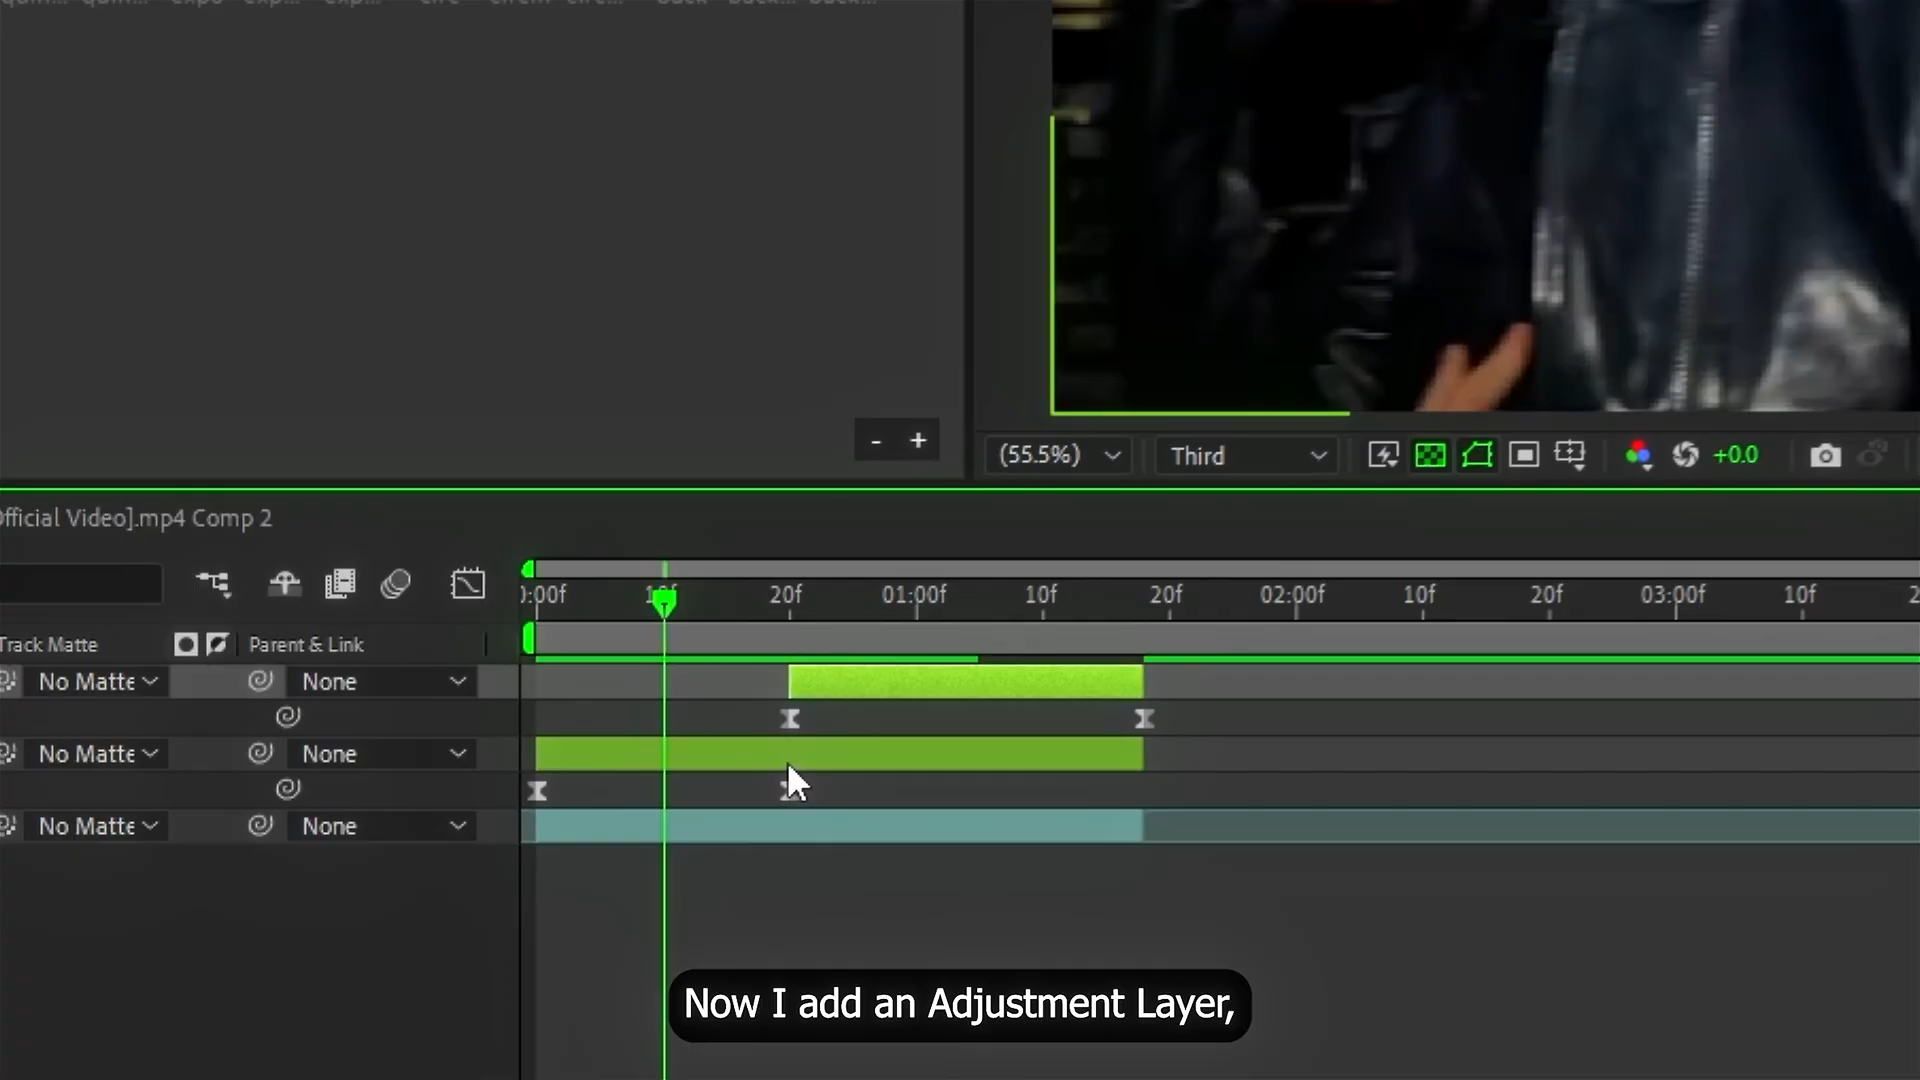 (55.5%) Third +0.0
fficial Video].mp4 Comp 2
0:00f 20f 01:00f 10f 20f 02:00f 10f 20f 03:00f 10f
Track Matte Parent & Link
No Matte None
No Matte None
No Matte None
Now I add an Adjustment Layer,